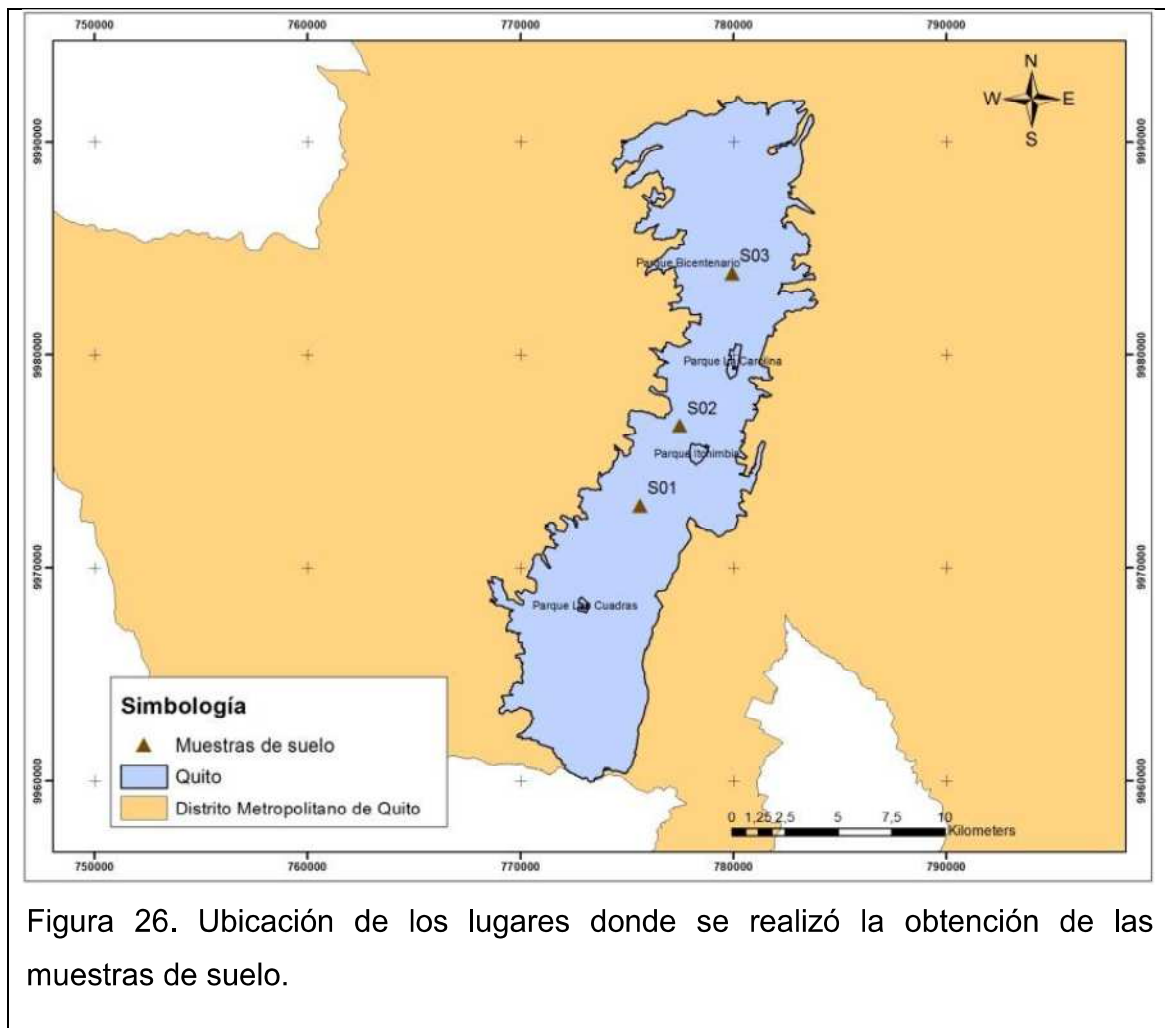 750000 760000 770000 780000 790000
N
W E
S
9990000 9990000
S03
Parque Bicentenario
9980000 9980000
Parque La Carolina
S02
Parque Itchimbia
S01
9970000 9970000
Parque Las Cuadras
Simbología
Muestras de suelo
Quito
Distrito Metropolitano de Quito
9960000 9960000
0 1,25 2,5 5 7,5 10
Kilometers
750000 760000 770000 780000 790000
Figura 26. Ubicación de los lugares donde se realizó la obtención de las
muestras de suelo.